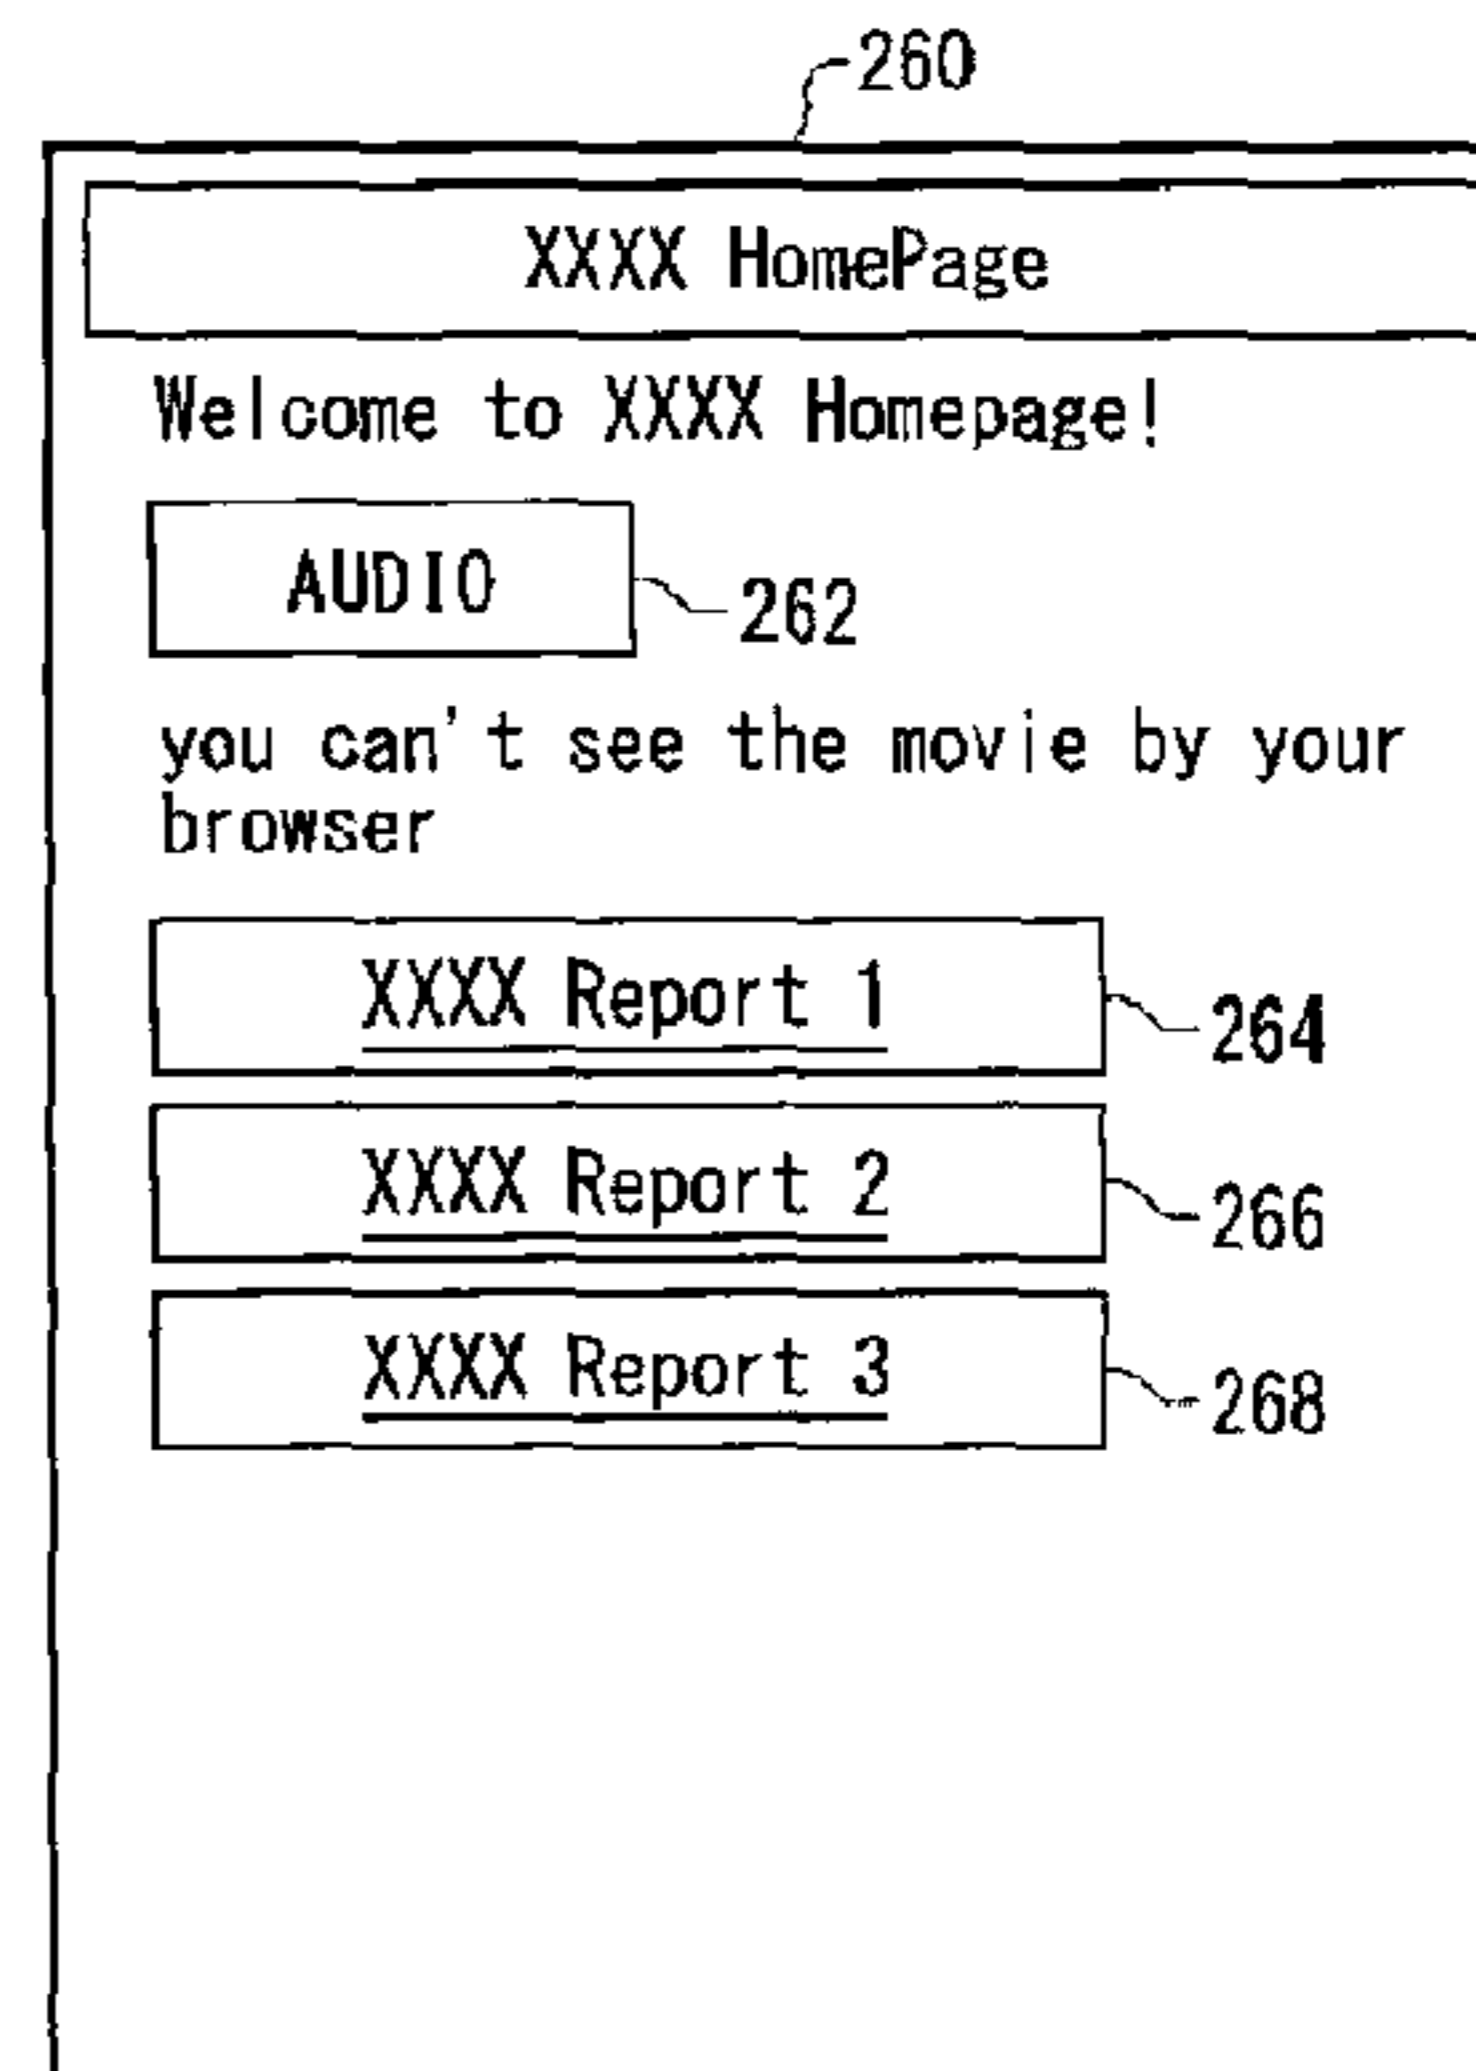 260
XXXX HomePage
Welcome to XXXX Homepage!
AUDIO
262
you can't see the movie by your
browser
XXXX Report 1
264
XXXX Report 2
266
XXXX Report 3
268